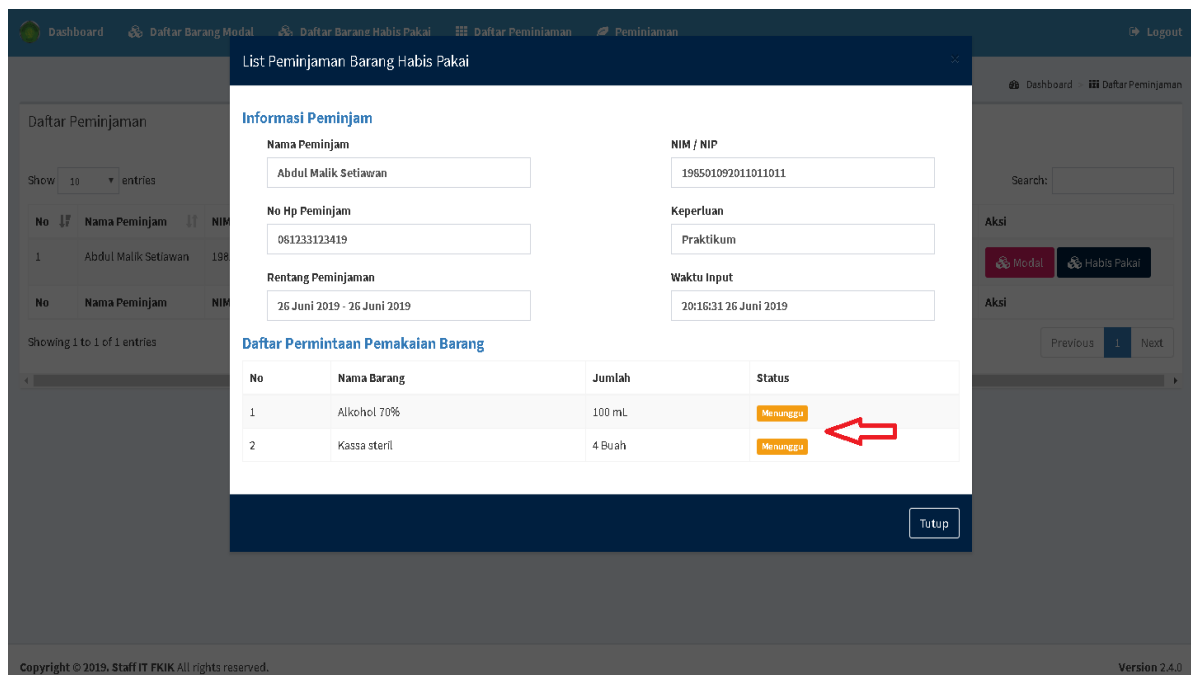 Dashboard Daftar Barang Modal Daftar Barang Habis Pakai Daftar Peminjaman Peminjaman Logout
List Peminjaman Barang Habis Pakai ×
Dashboard Daftar Peminjaman
Daftar Peminjaman
Informasi Peminjam
Nama Peminjam NIM / NIP
Show 10 entries Abdul Malik Setiawan 198501092011011011 Search:
No Hp Peminjam Keperluan
No Nama Peminjam NIM Aksi
081233123419 Praktikum
1 Abdul Malik Setiawan 198 Modal Habis Pakai
Rentang Peminjaman Waktu Input
No Nama Peminjam NIM 26 Juni 2019 - 26 Juni 2019 20:16:31 26 Juni 2019 Aksi
Showing 1 to 1 of 1 entries Daftar Permintaan Pemakaian Barang Previous 1 Next
No Nama Barang Jumlah Status
1 Alkohol 70% 100 mL Menunggu
2 Kassa steril 4 Buah Menunggu
Tutup
Copyright © 2019. Staff IT FKIK All rights reserved. Version 2.4.0